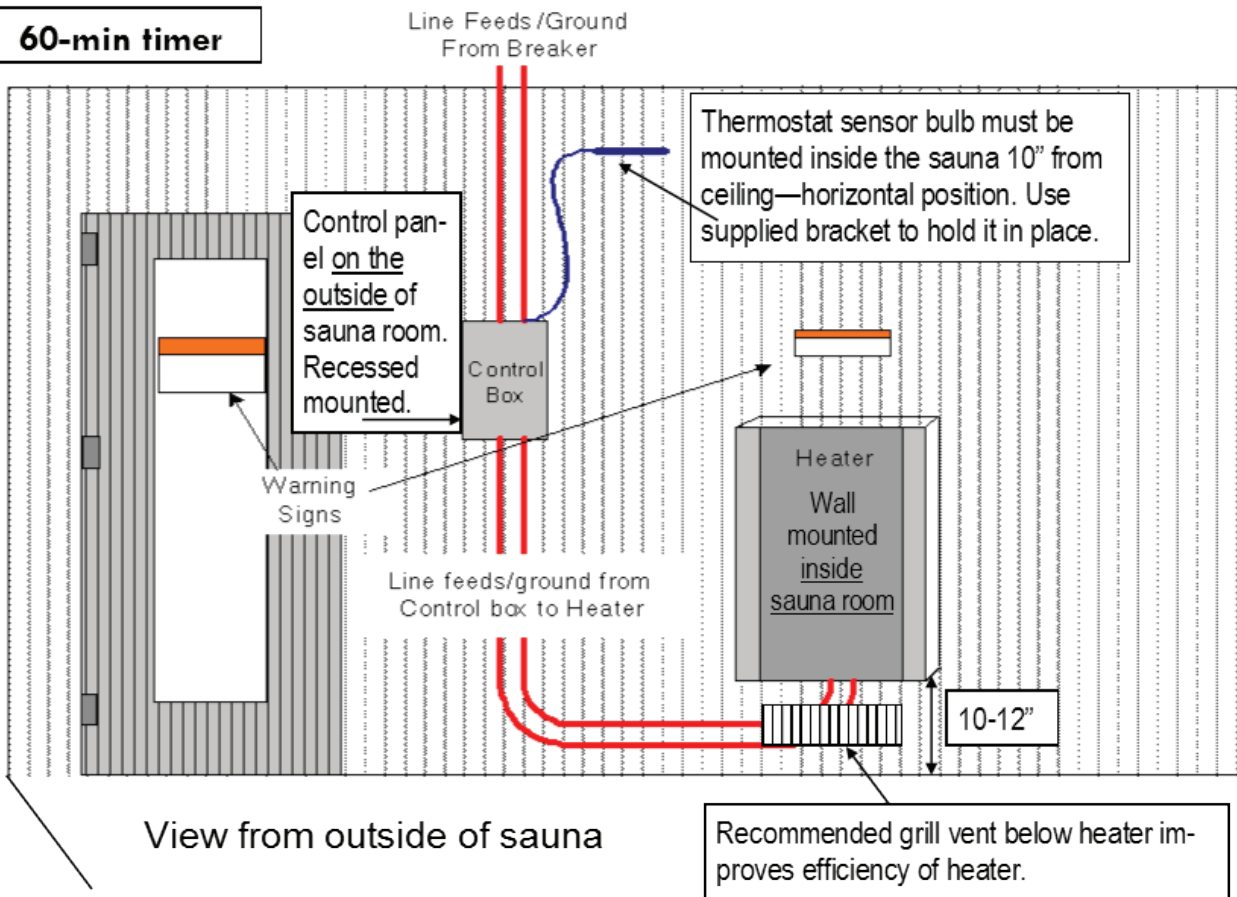 60-min timer
Line Feeds/Ground
From Breaker
Thermostat sensor bulb must be
mounted inside the sauna 10” from
ceiling—horizontal position. Use
supplied bracket to hold it in place.
Control pan-
el on the
outside of
sauna room.
Recessed
mounted.
Control
Box
Warning
Signs
Heater
Wall
mounted
inside
sauna room
Line feeds/ground from
Control box to Heater
10-12”
View from outside of sauna
Recommended grill vent below heater im-
proves efficiency of heater.